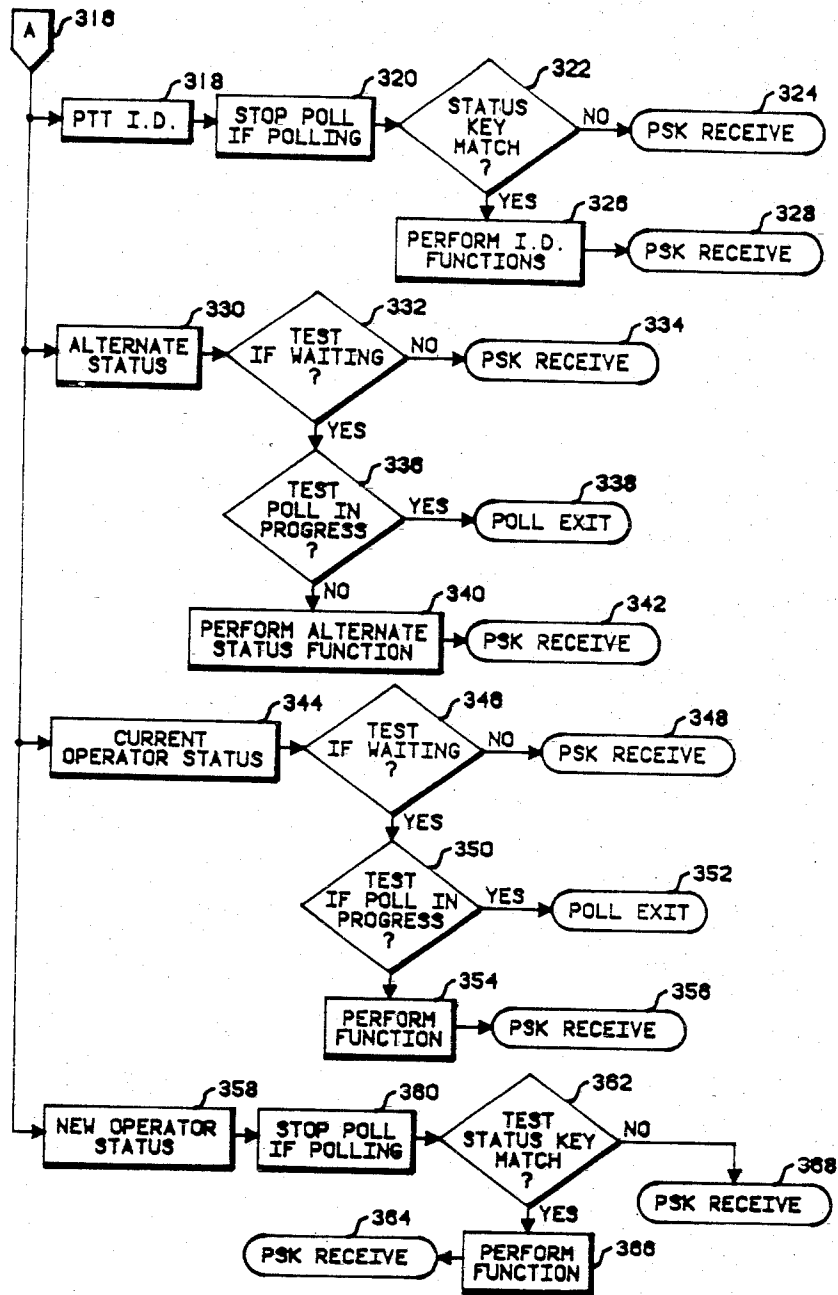 A
316
318
PTT I.D.
320
STOP POLL
IF POLLING
322
STATUS
KEY
MATCH
?
NO
324
PSK RECEIVE
YES
326
PERFORM I.D.
FUNCTIONS
328
PSK RECEIVE
330
ALTERNATE
STATUS
332
TEST
IF WAITING
?
NO
334
PSK RECEIVE
YES
336
TEST
POLL IN
PROGRESS
?
YES
338
POLL EXIT
NO
340
PERFORM ALTERNATE
STATUS FUNCTION
342
PSK RECEIVE
344
CURRENT
OPERATOR STATUS
346
TEST
IF WAITING
?
NO
348
PSK RECEIVE
YES
350
TEST
IF POLL IN
PROGRESS
?
YES
352
POLL EXIT
354
PERFORM
FUNCTION
356
PSK RECEIVE
358
NEW OPERATOR
STATUS
360
STOP POLL
IF POLLING
362
TEST
STATUS KEY
MATCH
?
NO
368
PSK RECEIVE
YES
364
PSK RECEIVE
PERFORM
FUNCTION
366